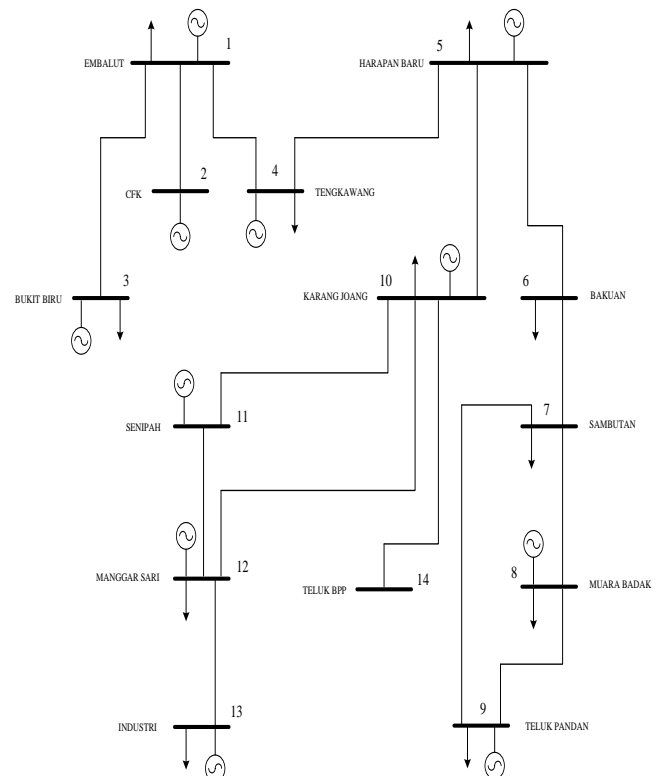 1
EMBALUT
5
HARAPAN BARU
2
CFK
4
TENGKAWANG
3
BUKIT BIRU
10
KARANG JOANG
6
BAKUAN
11
SENIPAH
7
SAMBUTAN
12
MANGGAR SARI
14
TELUK BPP
8
MUARA BADAK
13
INDUSTRI
9
TELUK PANDAN